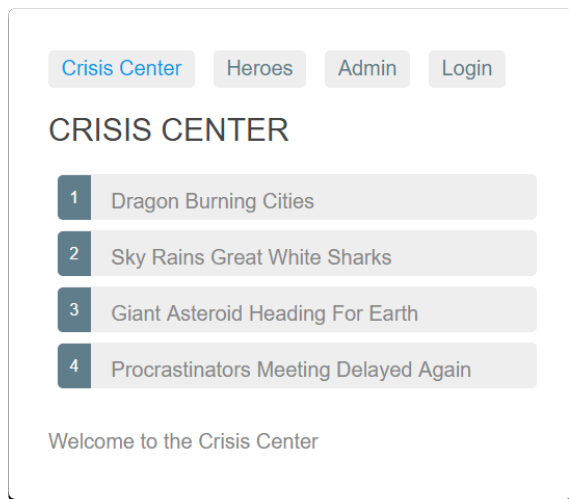 Crisis Center Heroes Admin Login
CRISIS CENTER
1 Dragon Burning Cities
2 Sky Rains Great White Sharks
3 Giant Asteroid Heading For Earth
4 Procrastinators Meeting Delayed Again
Welcome to the Crisis Center